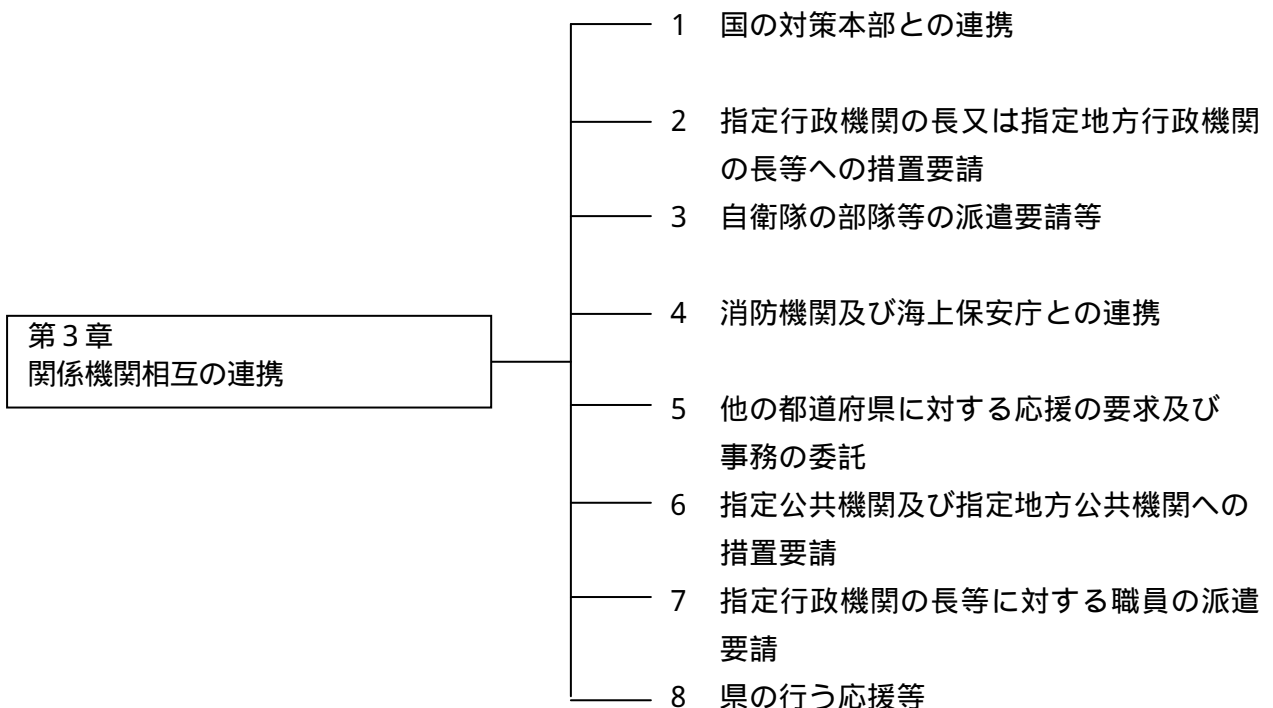 1 国の対策本部との連携
2 指定行政機関の長又は指定地方行政機関
の長等への措置要請
3 自衛隊の部隊等の派遣要請等
4 消防機関及び海上保安庁との連携
第3章
関係機関相互の連携
5 他の都道府県に対する応援の要求及び
事務の委託
6 指定公共機関及び指定地方公共機関への
措置要請
7 指定行政機関の長等に対する職員の派遣
要請
8 県の行う応援等